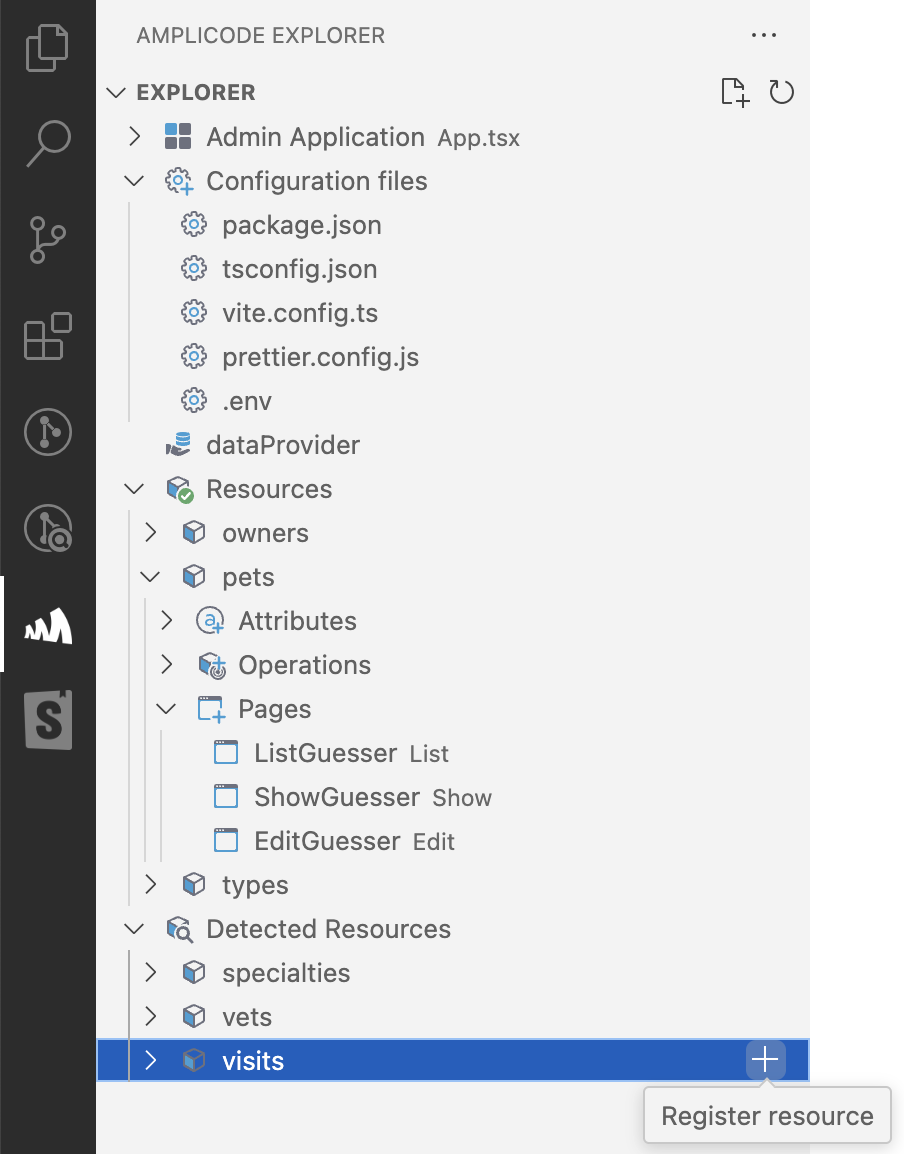 AMPLICODE EXPLORER
EXPLORER
Admin Application App.tsx
Configuration files
package.json
tsconfig.json
vite.config.ts
prettier.config.js
.env
dataProvider
Resources
owners
pets
Attributes
Operations
Pages
ListGuesser List
ShowGuesser Show
EditGuesser Edit
types
Detected Resources
specialties
vets
visits
Register resource